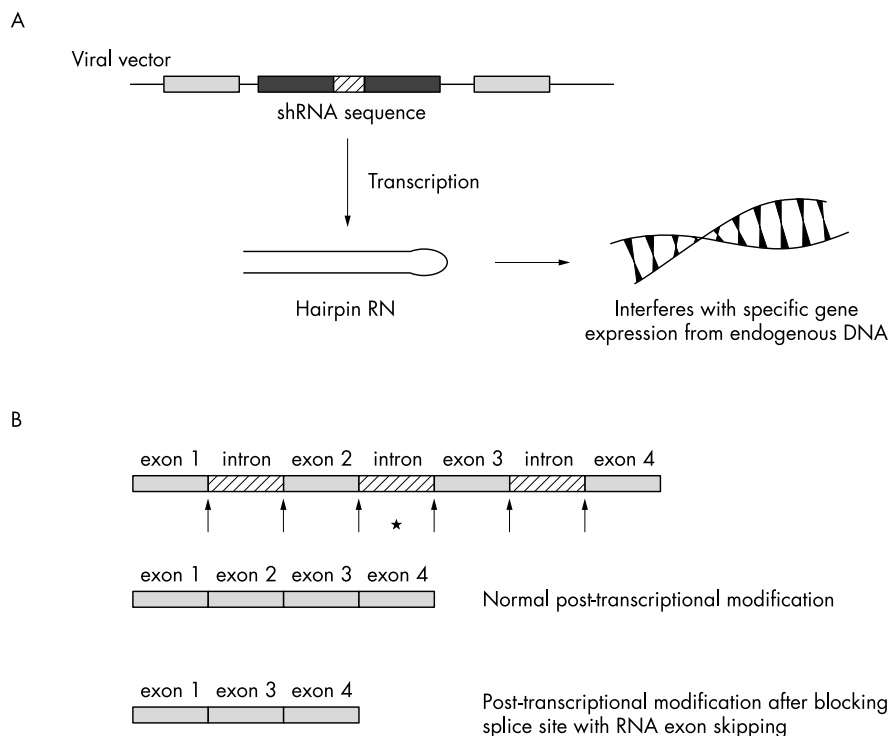 A
Viral vector
shRNA sequence
Transcription
Hairpin RN
Interferes with specific gene
expression from endogenous DNA
B
exon 1 intron exon 2 intron exon 3 intron exon 4
exon 1 exon 2 exon 3 exon 4
Normal post-transcriptional modification
exon 1 exon 3 exon 4
Post-transcriptional modification after blocking
splice site with RNA exon skipping